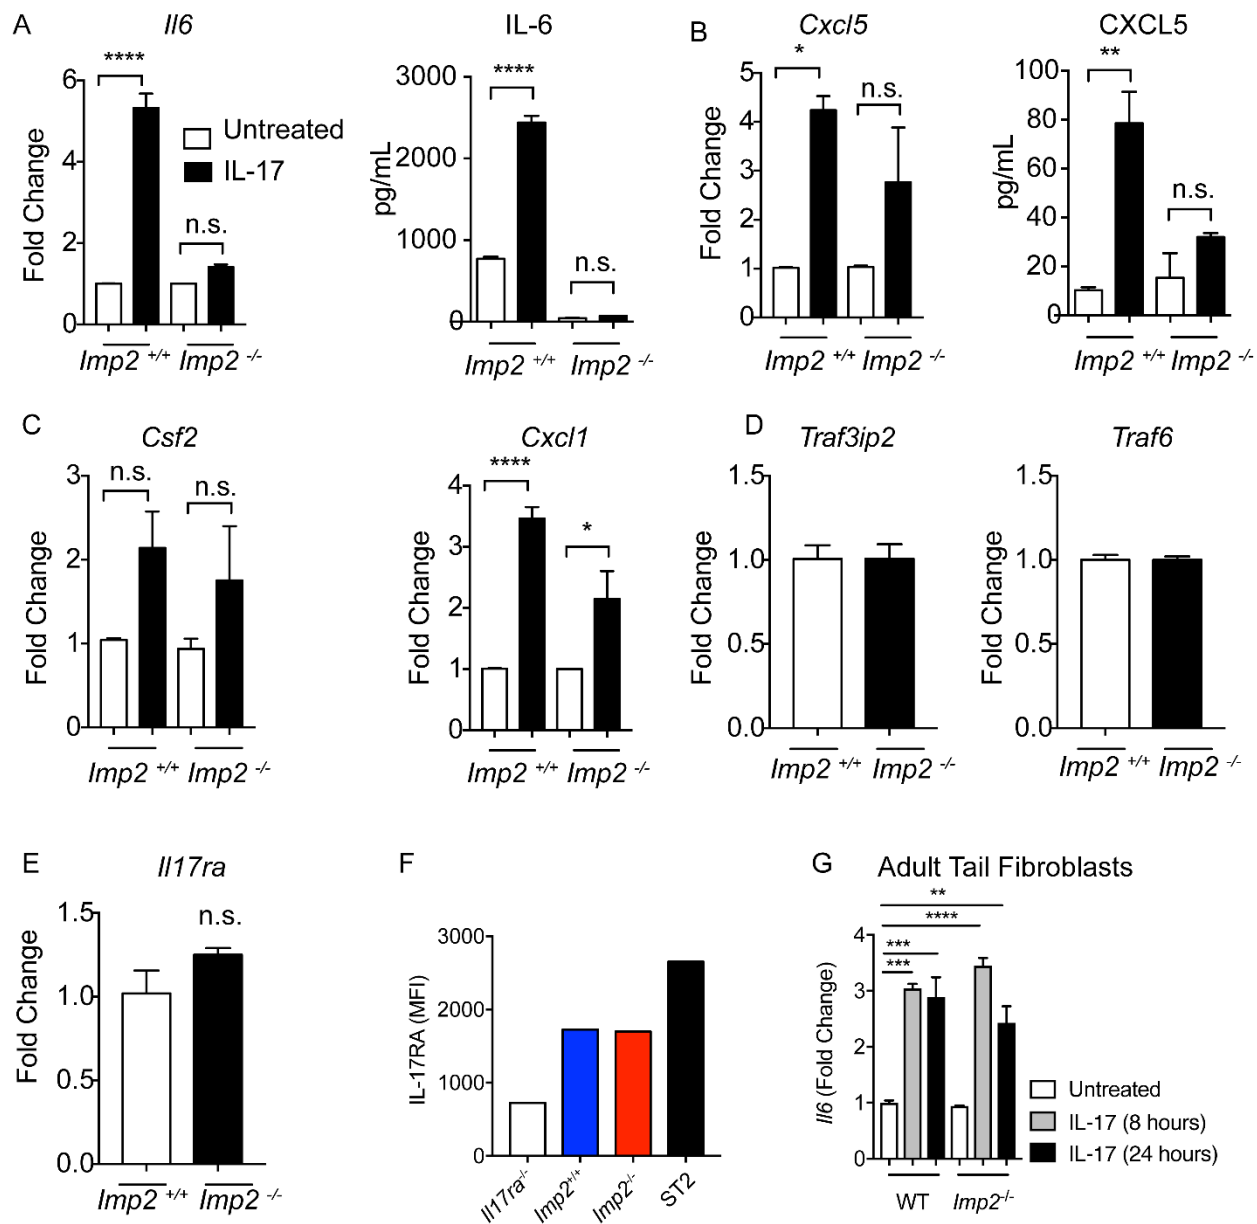 A
Il6
****
6
4
2
0
Fold Change
n.s.
Untreated
IL-17
Imp2 +/+ Imp2 -/-
IL-6
****
3000
2000
1000
0
pg/mL
n.s.
Imp2 +/+ Imp2 -/-
B
Cxcl5
*
5
4
3
2
1
0
Fold Change
n.s.
Imp2 +/+ Imp2 -/-
CXCL5
**
100
80
60
40
20
0
pg/mL
n.s.
Imp2 +/+ Imp2 -/-
C
Csf2
n.s.
n.s.
3
2
1
0
Fold Change
Imp2 +/+ Imp2 -/-
Cxcl1
****
*
4
3
2
1
0
Fold Change
Imp2 +/+ Imp2 -/-
D
Traf3ip2
1.5
1.0
0.5
0.0
Fold Change
Imp2 +/+ Imp2 -/-
Traf6
1.5
1.0
0.5
0.0
Fold Change
Imp2 +/+ Imp2 -/-
E
Il17ra
n.s.
1.5
1.0
0.5
0.0
Fold Change
Imp2 +/+ Imp2 -/-
F
3000
2000
1000
0
IL-17RA (MFI)
Il17ra-/-
Imp2+/+
Imp2-/-
ST2
G
Adult Tail Fibroblasts
**
****
***
***
4
3
2
1
0
Il6 (Fold Change)
WT
Imp2-/-
Untreated
IL-17 (8 hours)
IL-17 (24 hours)